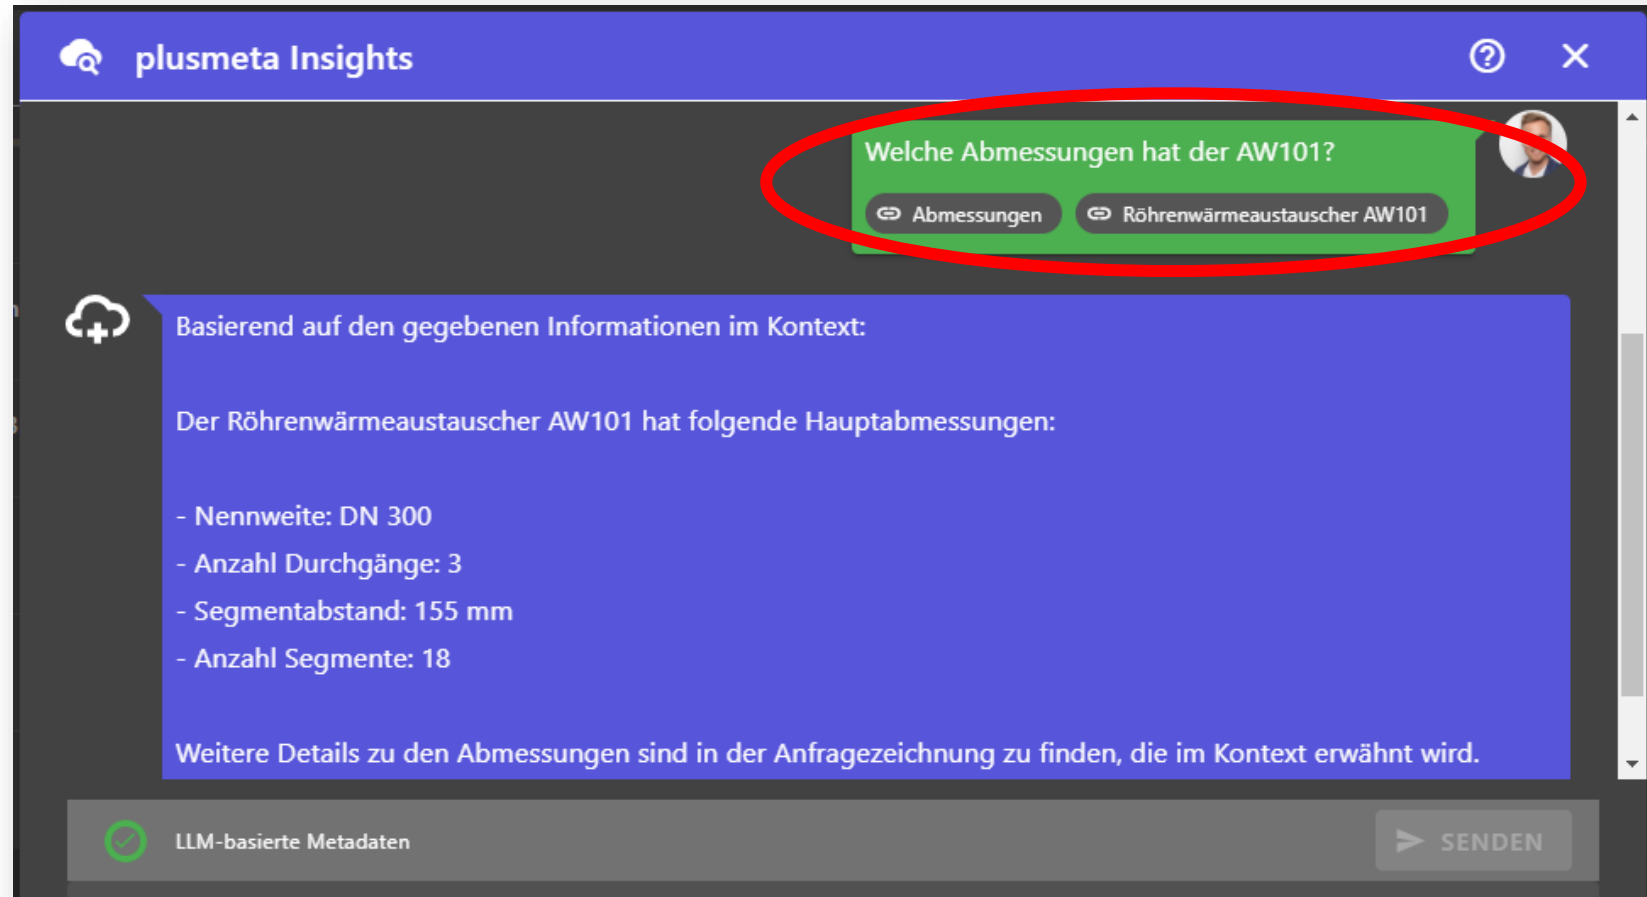 plusmeta Insights
Welche Abmessungen hat der AW101?
Abmessungen Röhrenwärmeaustauscher AW101
Basierend auf den gegebenen Informationen im Kontext:
Der Röhrenwärmeaustauscher AW101 hat folgende Hauptabmessungen:
- Nennweite: DN 300
- Anzahl Durchgänge: 3
- Segmentabstand: 155 mm
- Anzahl Segmente: 18
Weitere Details zu den Abmessungen sind in der Anfragezeichnung zu finden, die im Kontext erwähnt wird.
LLM-basierte Metadaten SENDEN